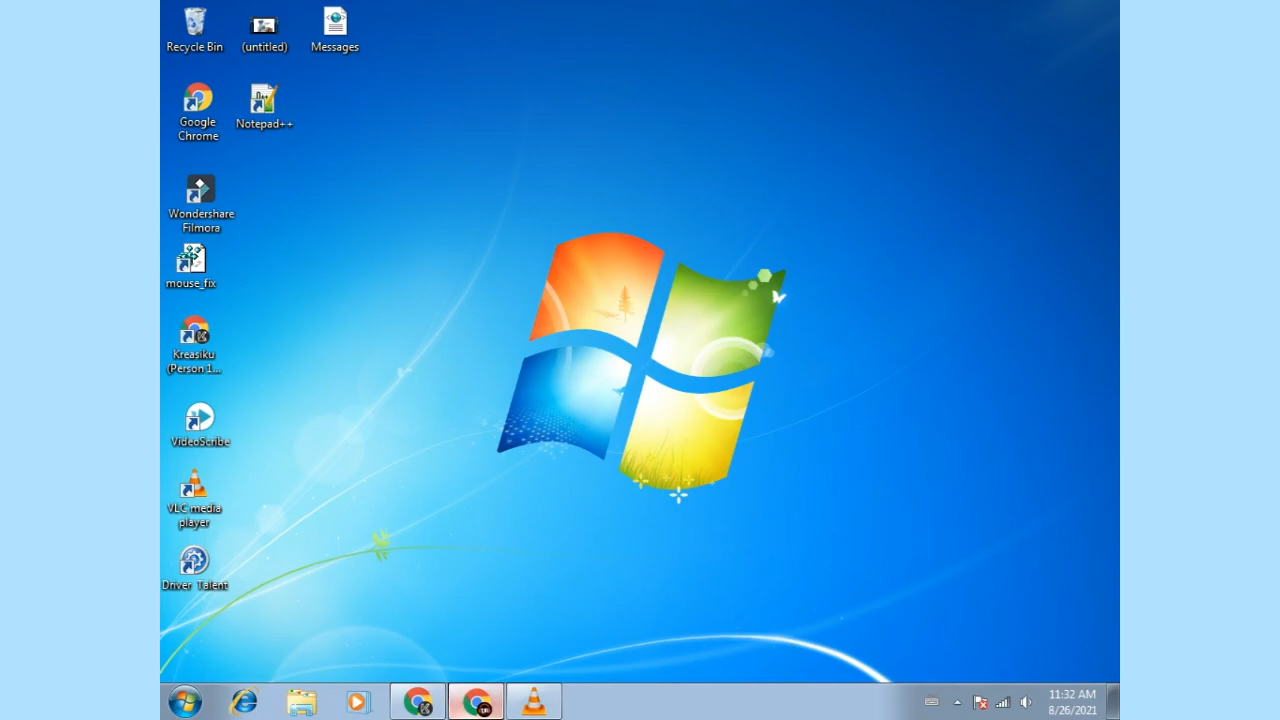 Recycle Bin
(untitled)
Messages
Google
Chrome
Notepad++
Wondershare
Filmora
mouse_fix
Kreasiku
(Person 1...
VideoScribe
VLC media
player
Driver Talent
11:32 AM
8/26/2021